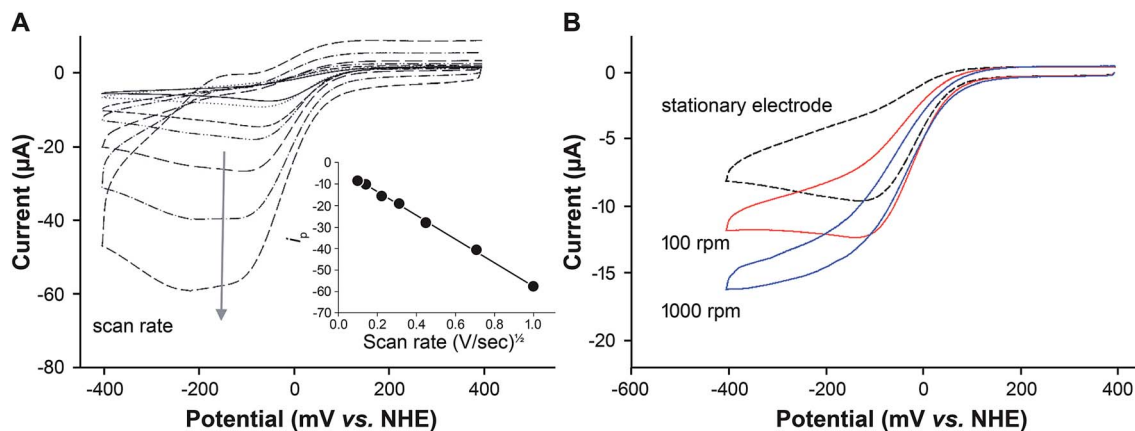 A
0
-20
-40
-60
-80
Current (µA)
scan rate
-400
-200
0
200
400
Potential (mV vs. NHE)
0
-10
-20
-30
-40
-50
-60
-70
ip
0.0
0.2
0.4
0.6
0.8
1.0
Scan rate (V/sec)½
B
0
-5
-10
-15
-20
Current (µA)
stationary electrode
100 rpm
1000 rpm
-600
-400
-200
0
200
400
Potential (mV vs. NHE)